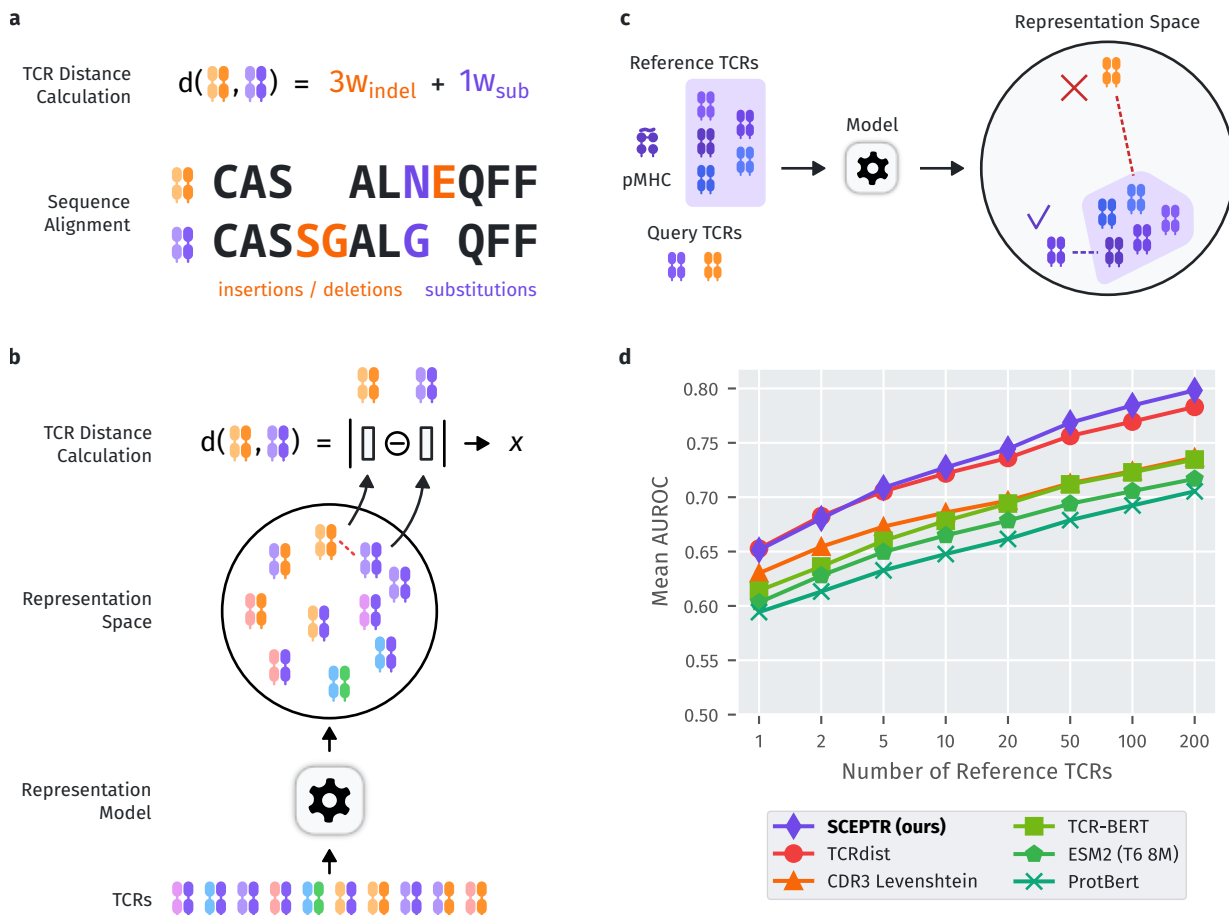 a
TCR Distance
Calculation
d( , ) = 3w_indel + 1w_sub
Sequence
Alignment
CAS ALNEQFF
CASSGALG QFF
insertions / deletions substitutions
b
TCR Distance
Calculation
d( , ) = | ⊖ | → x
Representation
Space
Representation
Model
TCRs
c
Representation Space
Reference TCRs
pMHC
Model
Query TCRs
d
Mean AUROC
0.80
0.75
0.70
0.65
0.60
0.55
0.50
1 2 5 10 20 50 100 200
Number of Reference TCRs
SCEPTR (ours)
TCRdist
CDR3 Levenshtein
TCR-BERT
ESM2 (T6 8M)
ProtBert